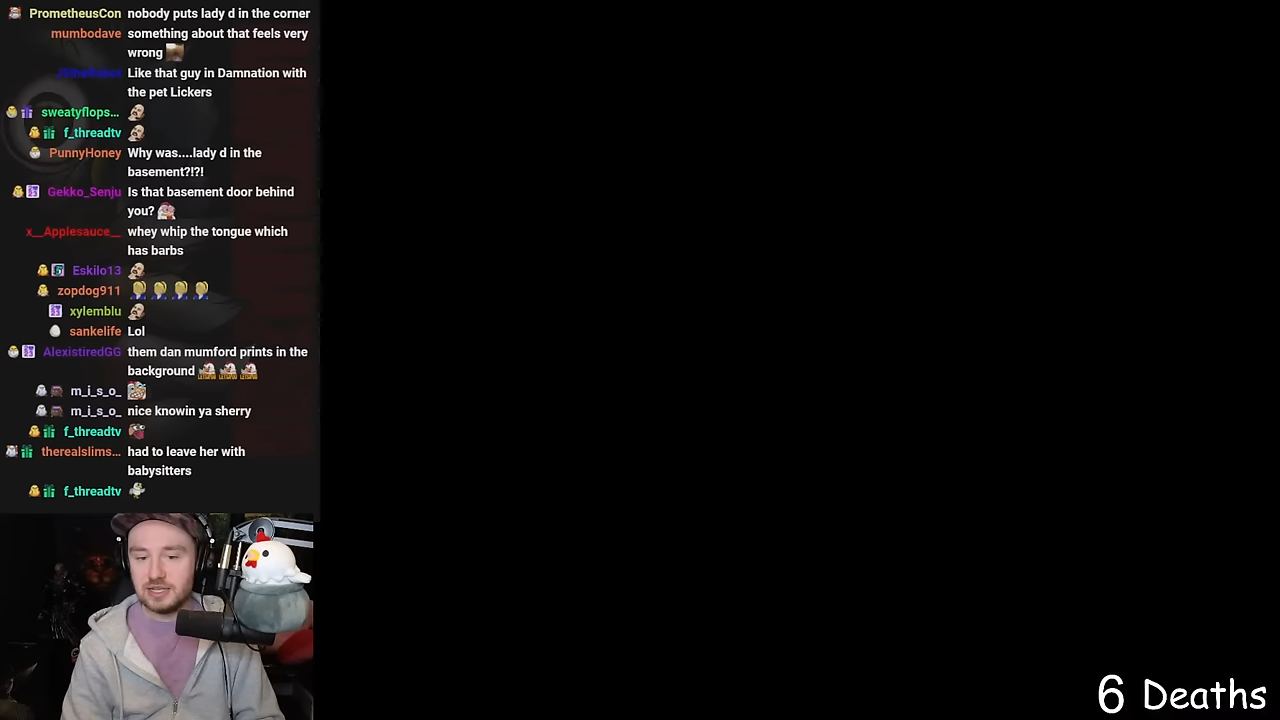 PrometheusCon nobody puts lady d in the corner
mumbodave something about that feels very
wrong
Like that guy in Damnation with
the pet Lickers
sweatyflops...
f_threadtv
PunnyHoney Why was....lady d in the
basement?!?!
Gekko_Senju Is that basement door behind
you?
x__Applesauce__ whey whip the tongue which
has barbs
Eskilo13
zopdog911
xylemblu
sankelife Lol
AlexistiredGG them dan mumford prints in the
background
m_i_s_o_
m_i_s_o_ nice knowin ya sherry
f_threadtv
therealslims... had to leave her with
babysitters
f_threadtv
6 Deaths